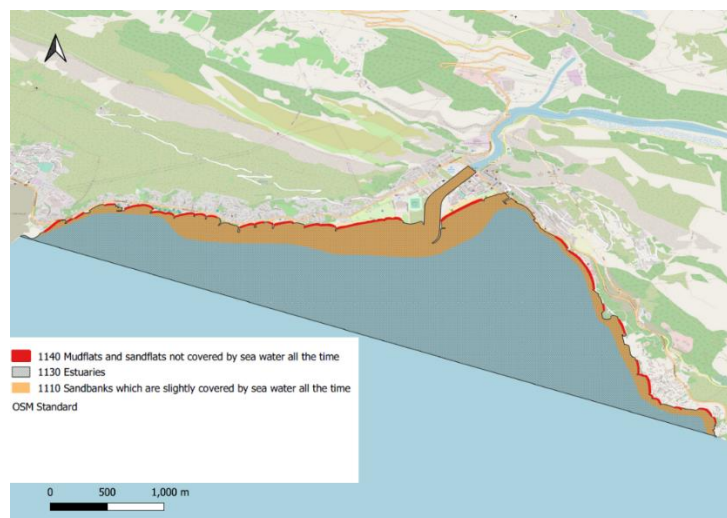 1140 Mudflats and sandflats not covered by sea water all the time
1130 Estuaries
1110 Sandbanks which are slightly covered by sea water all the time
OSM Standard
0 500 1,000 m